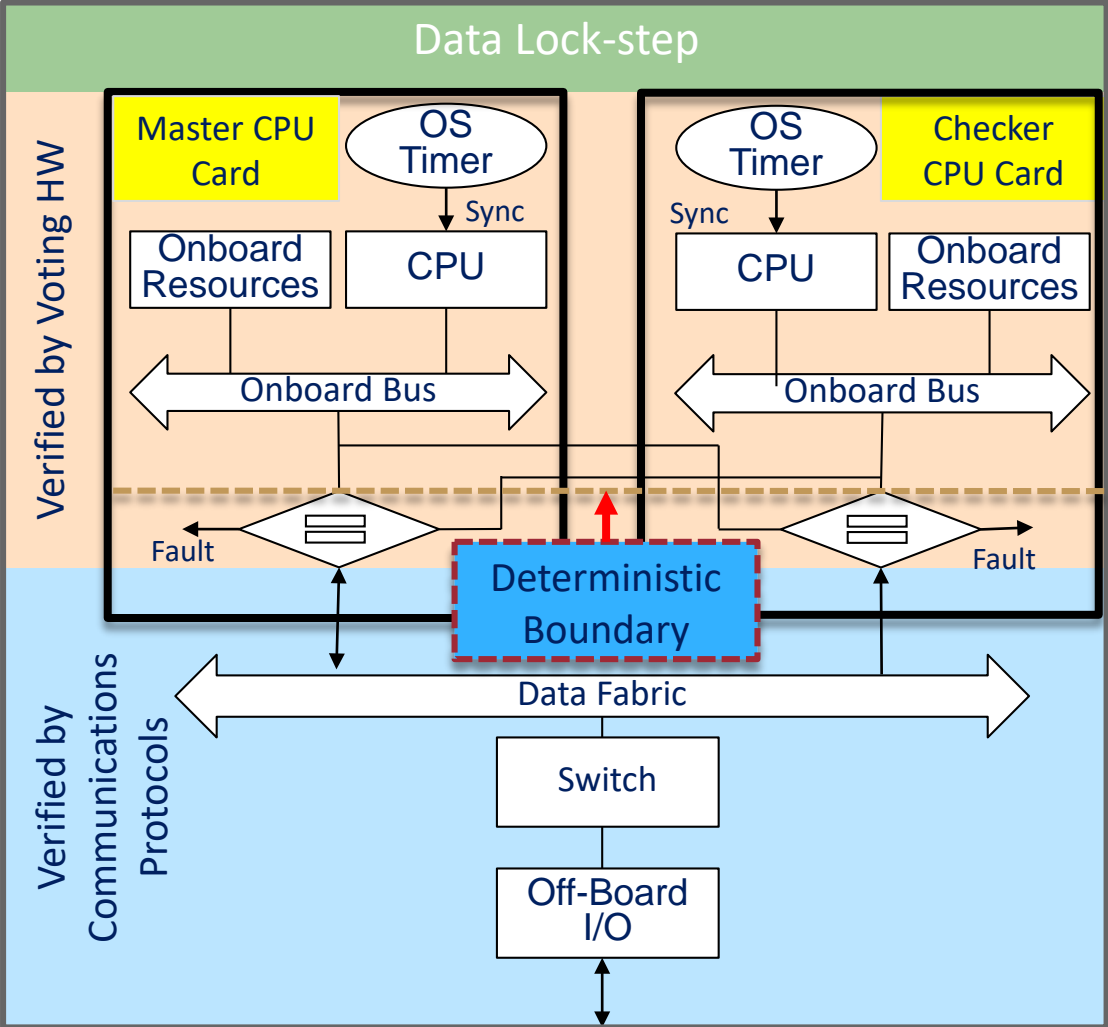 Data Lock-step
Verified by Voting HW
Master CPU
Card
OS
Timer
Sync
Onboard
Resources
CPU
Onboard Bus
Fault
OS
Timer
Checker
CPU Card
Sync
CPU
Onboard
Resources
Onboard Bus
Fault
Deterministic
Boundary
Verified by
Communications
Protocols
Data Fabric
Switch
Off-Board
I/O